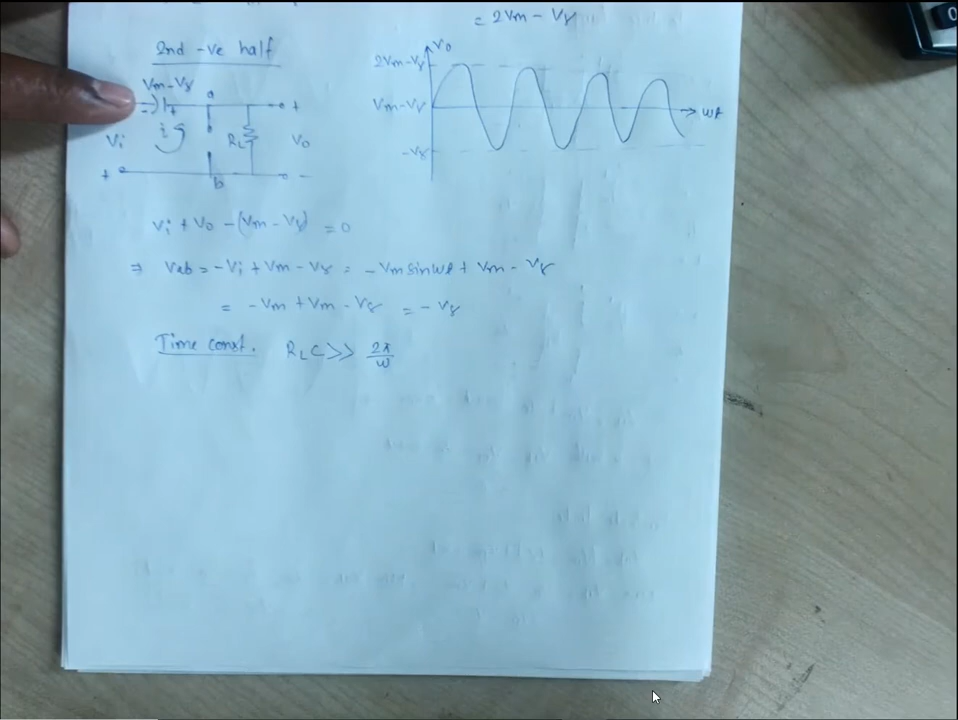 = 2Vm - Vγ
2nd -ve half
Vm-Vγ
a
- +
+
i
Vi
RL
Vo
+
b
-
Vo
2Vm-Vγ
Vm-Vγ
ωt
-Vγ
Vi + Vo - (Vm - Vγ) = 0
⇒ Vab = -Vi + Vm - Vγ = -Vm sinωt + Vm - Vγ
= -Vm + Vm - Vγ = -Vγ
Time const. RLC >> 2π/ω
0